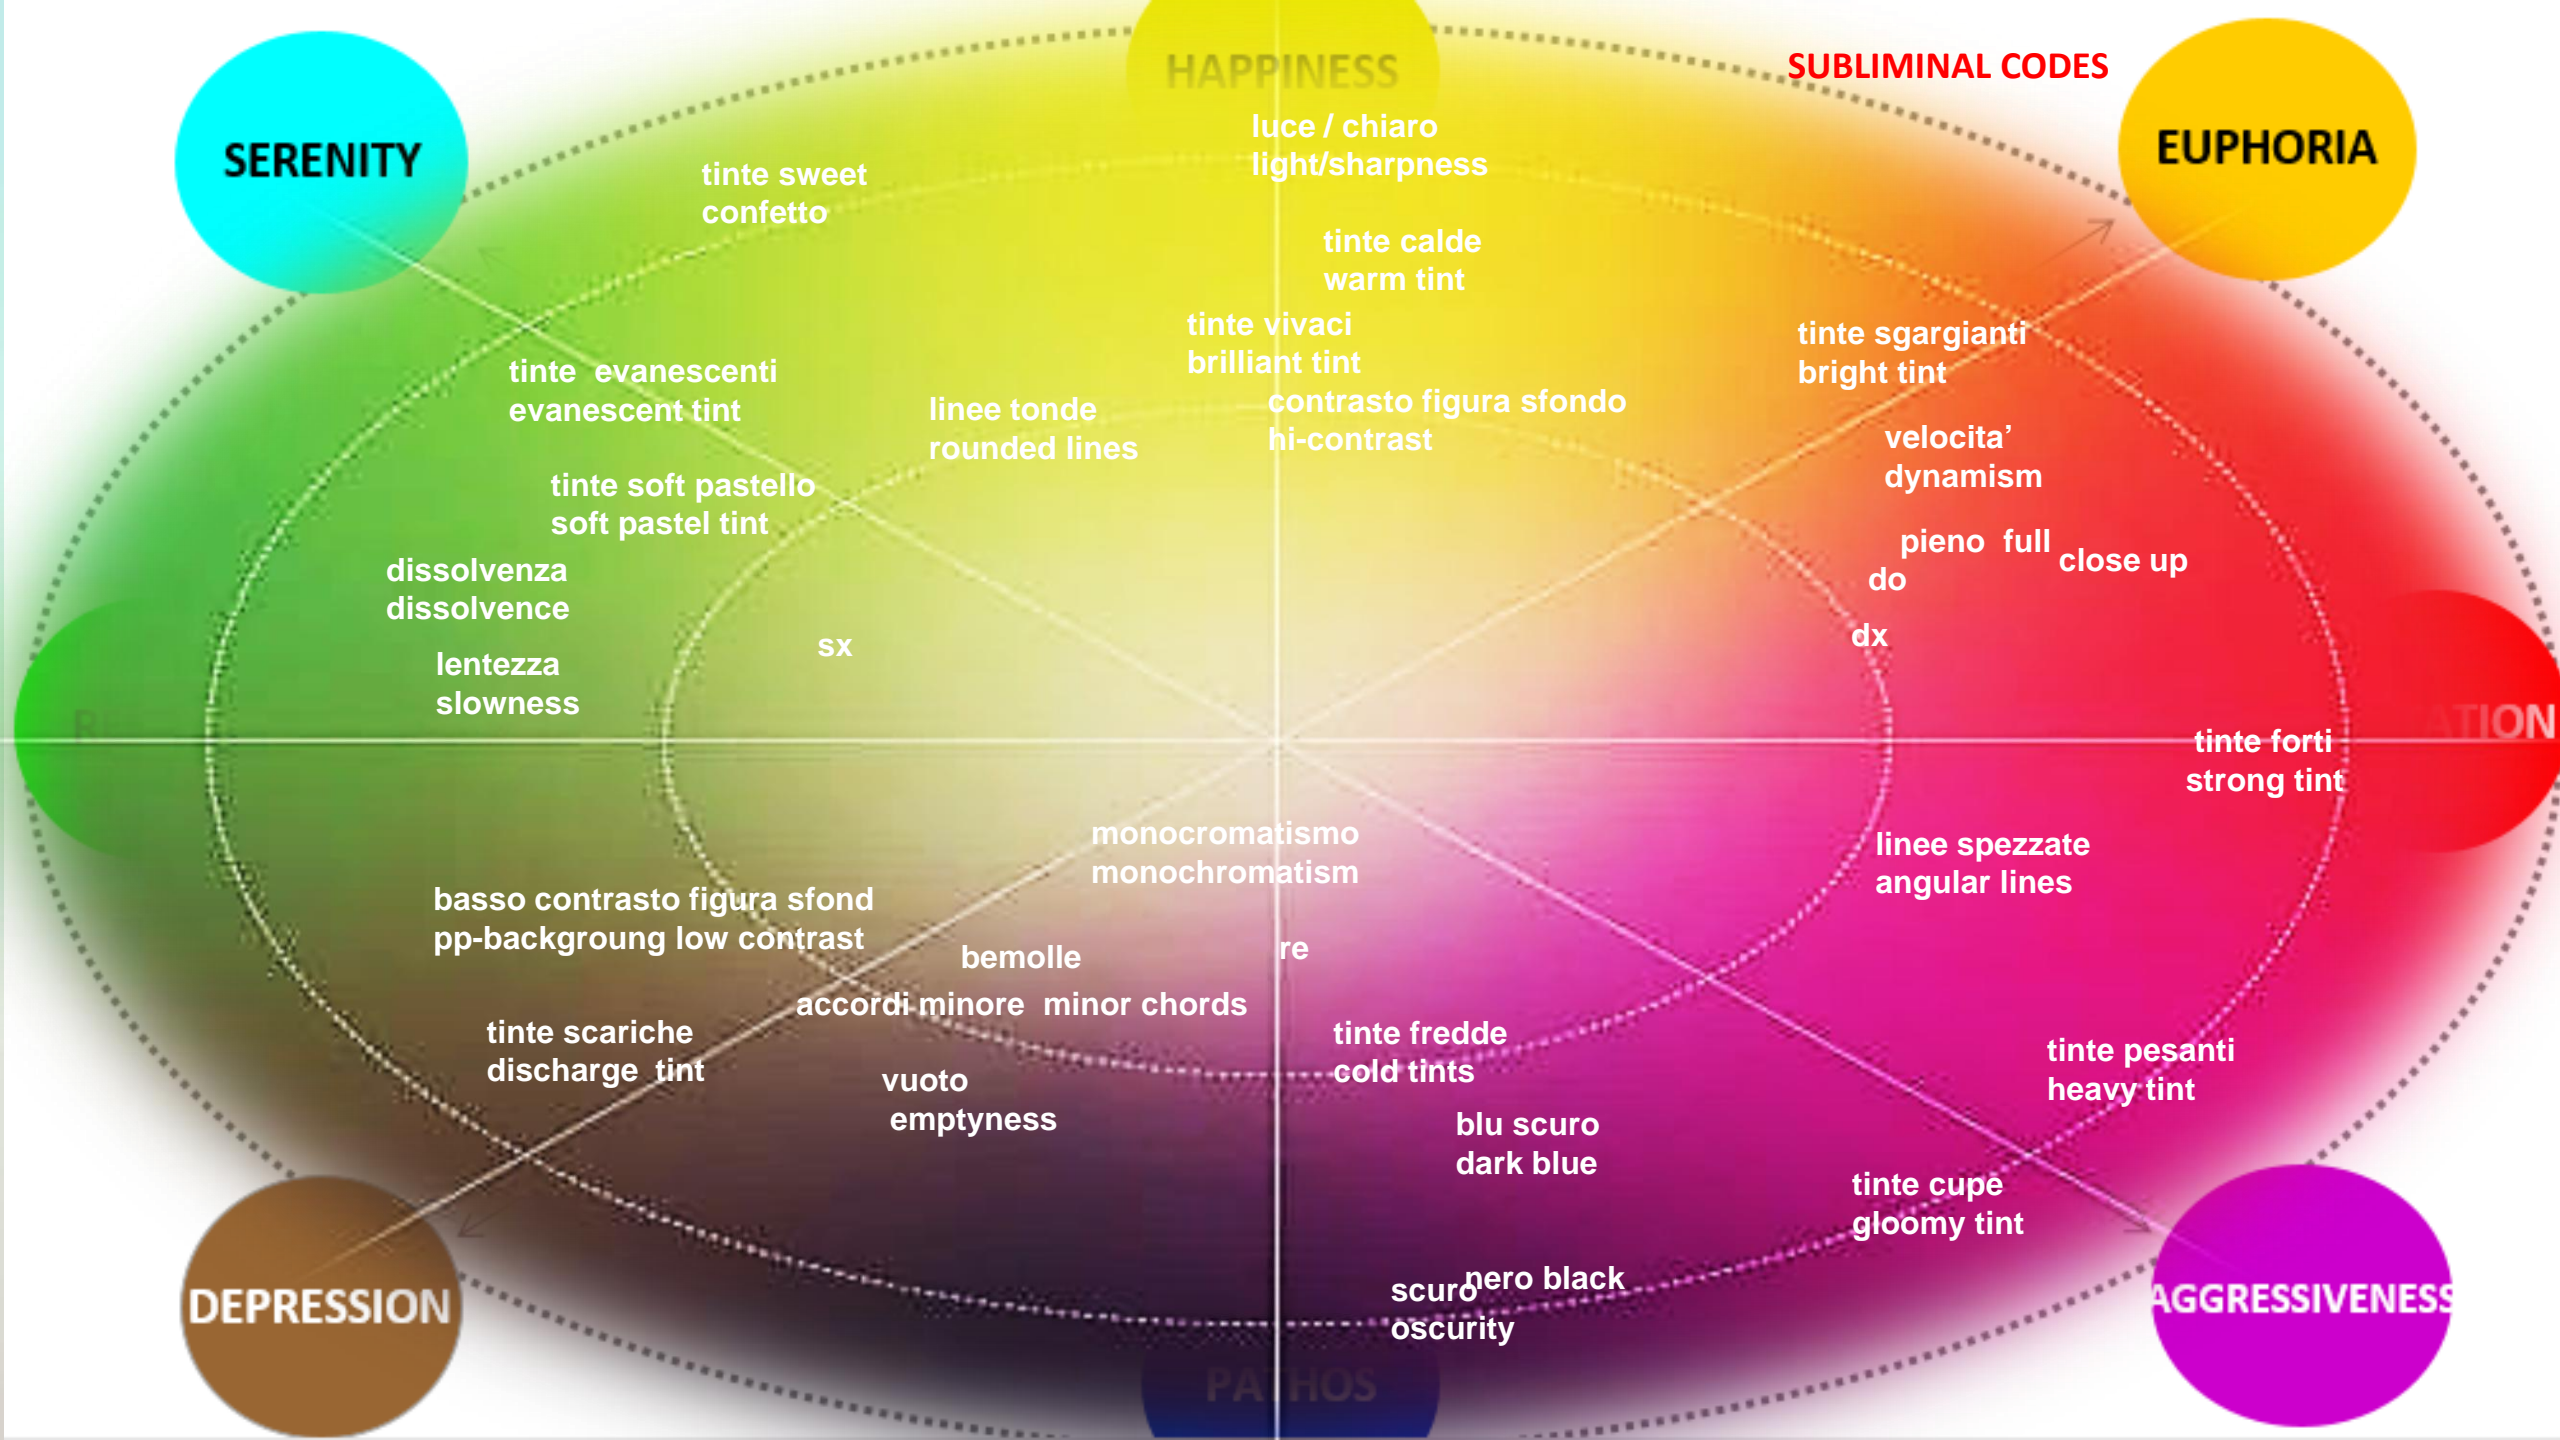 HAPPINESS
SUBLIMINAL CODES
SERENITY
EUPHORIA
luce / chiaro
light/sharpness
tinte sweet
confetto
tinte calde
warm tint
tinte vivaci
brilliant tint
tinte sgargianti
bright tint
tinte  evanescenti
evanescent tint
linee tonde
rounded lines
contrasto figura sfondo
hi-contrast
velocita’
dynamism
tinte soft pastello
soft pastel tint
pieno  full
close up
do
dissolvenza
dissolvence
dx
sx
lentezza
slowness
ATION
tinte forti
strong tint
monocromatismo
monochromatism
linee spezzate
angular lines
basso contrasto figura sfond
pp-backgroung low contrast
bemolle
re
accordi minore  minor chords
tinte scariche
discharge  tint
tinte fredde
cold tints
tinte pesanti
heavy tint
vuoto
emptyness
blu scuro
dark blue
tinte cupe
gloomy tint
nero black
scuro
oscurity
DEPRESSION
AGGRESSIVENESS
PATHOS